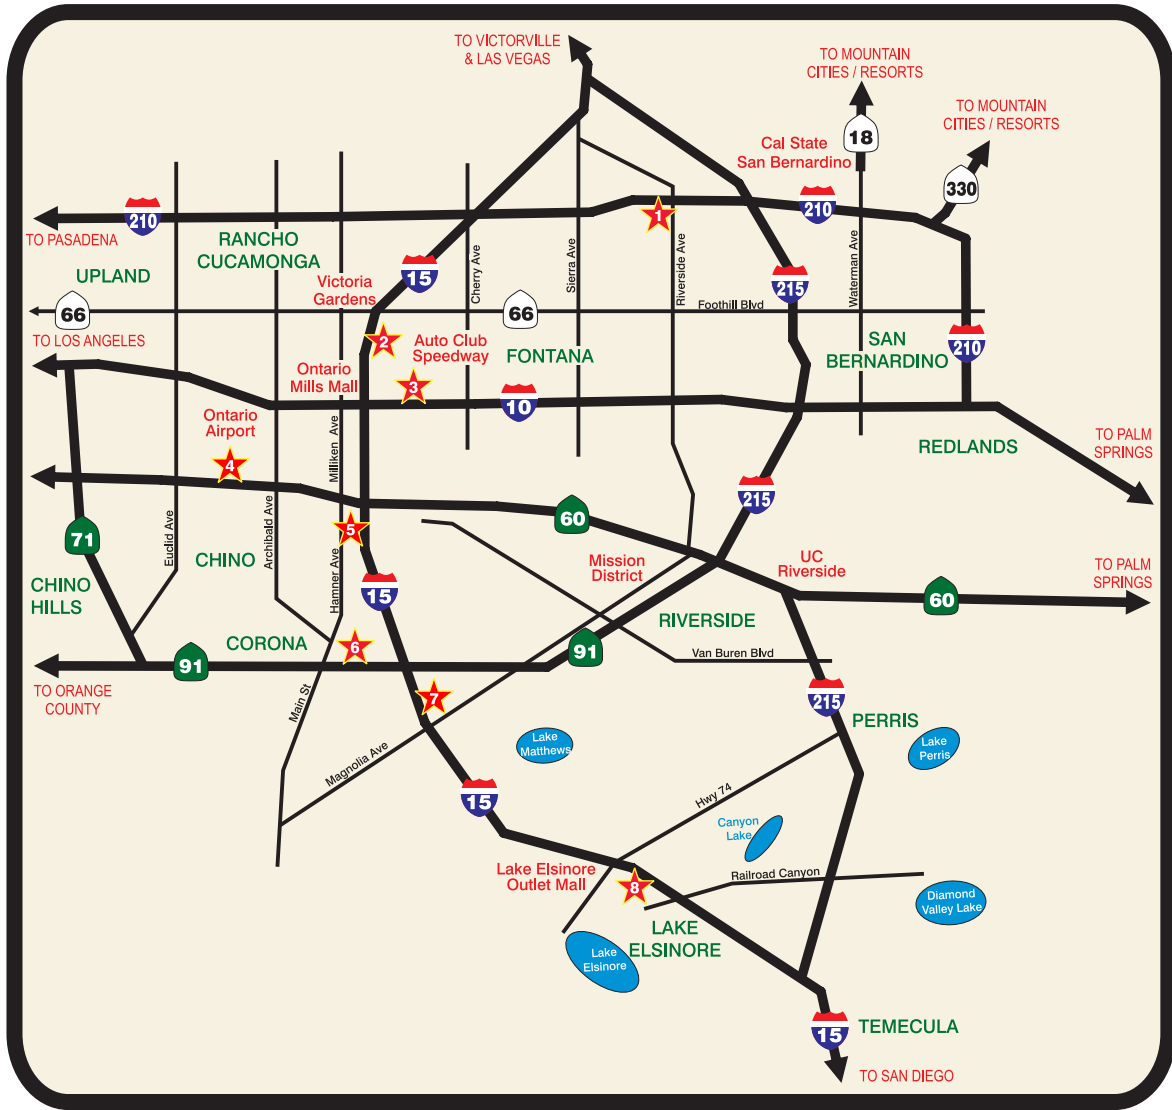 TO VICTORVILLE
& LAS VEGAS
TO MOUNTAIN
CITIES / RESORTS
TO MOUNTAIN
CITIES / RESORTS
18
Cal State
San Bernardino
330
210
1
210
TO PASADENA
RANCHO
CUCAMONGA
UPLAND
Victoria
Gardens
15
Cherry Ave
Sierra Ave
Riverside Ave
215
Waterman Ave
Foothill Blvd
66
66
TO LOS ANGELES
2
Auto Club
Speedway
FONTANA
SAN
BERNARDINO
210
Ontario
Mills Mall
3
10
Ontario
Airport
4
Milliken Ave
REDLANDS
TO PALM
SPRINGS
215
71
Euclid Ave
Archibald Ave
CHINO
5
Hamner Ave
60
Mission
District
UC
Riverside
TO PALM
SPRINGS
CHINO
HILLS
15
60
RIVERSIDE
CORONA
6
91
91
Van Buren Blvd
TO ORANGE
COUNTY
Main St
7
215
PERRIS
Magnolia Ave
Lake
Matthews
Lake
Perris
15
Hwy 74
Canyon
Lake
Lake Elsinore
Outlet Mall
8
Railroad Canyon
Diamond
Valley Lake
LAKE
ELSINORE
Lake
Elsinore
15
TEMECULA
TO SAN DIEGO